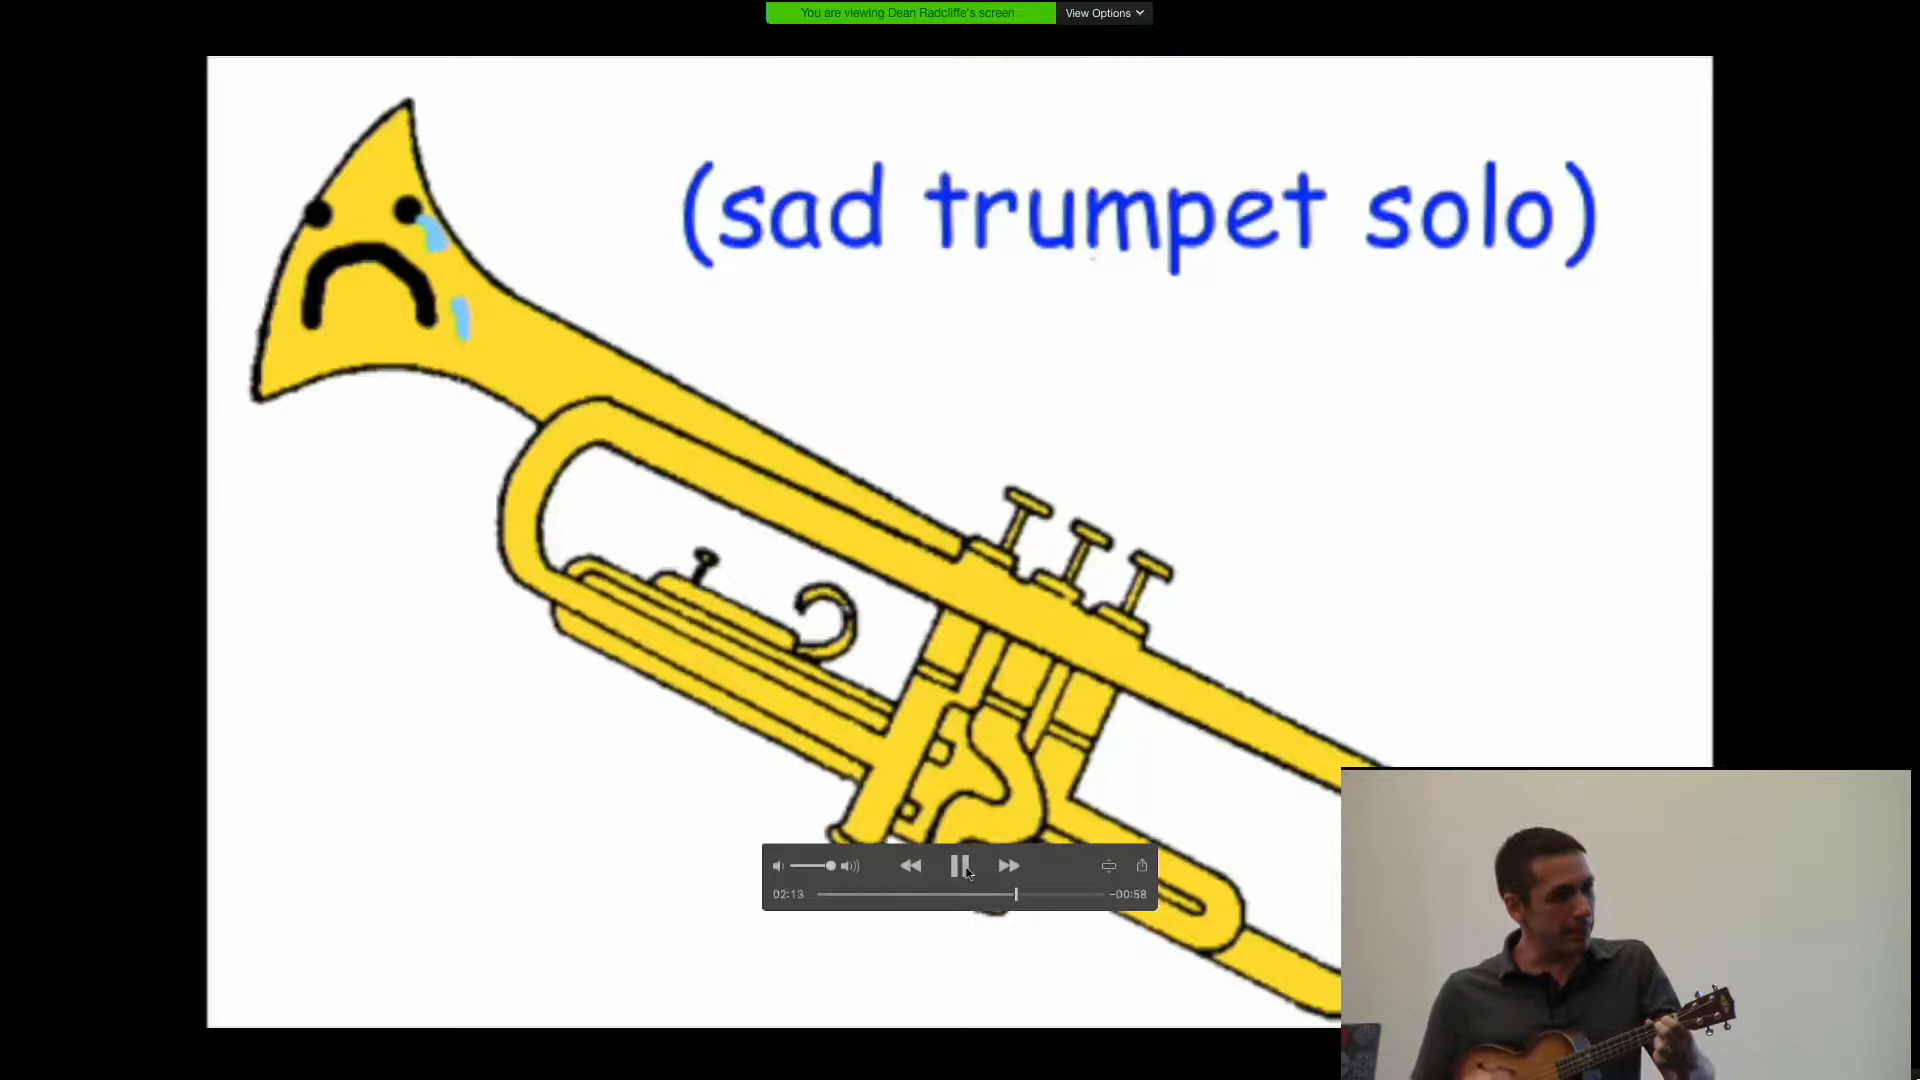 You are viewing Dean Radcliffe's screen
View Options
(sad trumpet solo)
02:13
-00:58